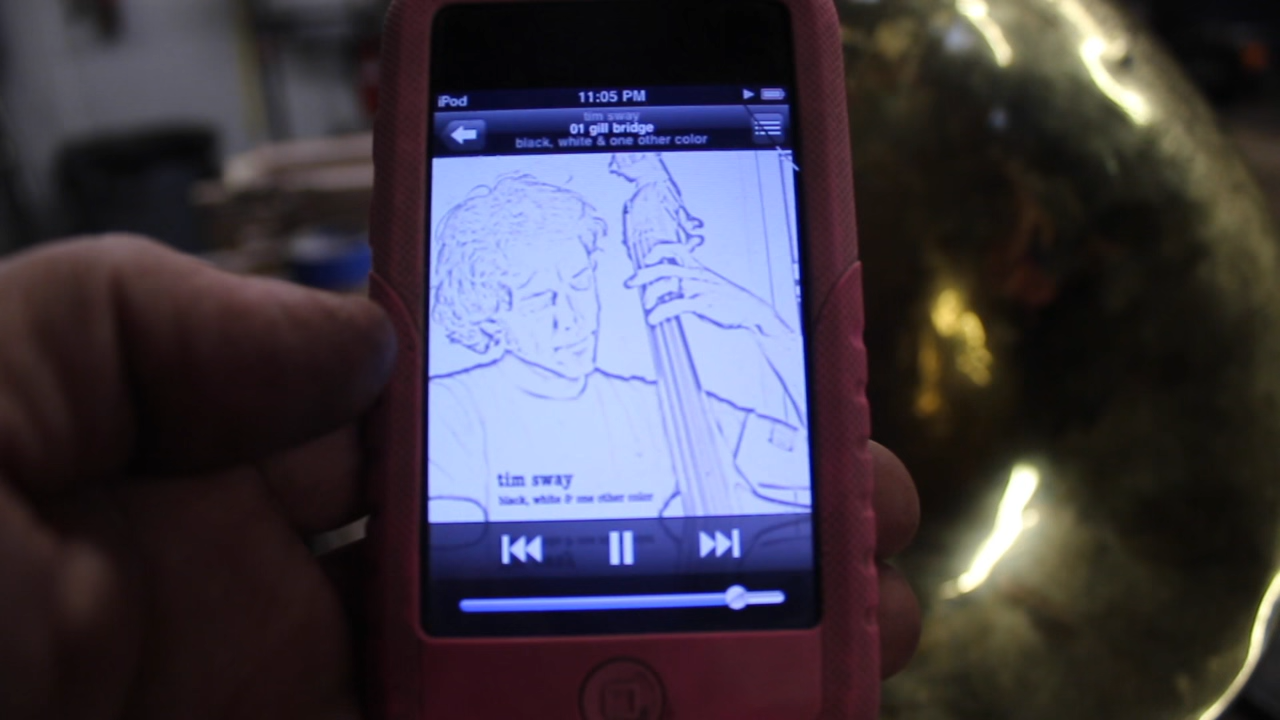 iPod 11:05 PM
tim sway
01 gill bridge
black, white & one other color
tim sway
black, white & one other color